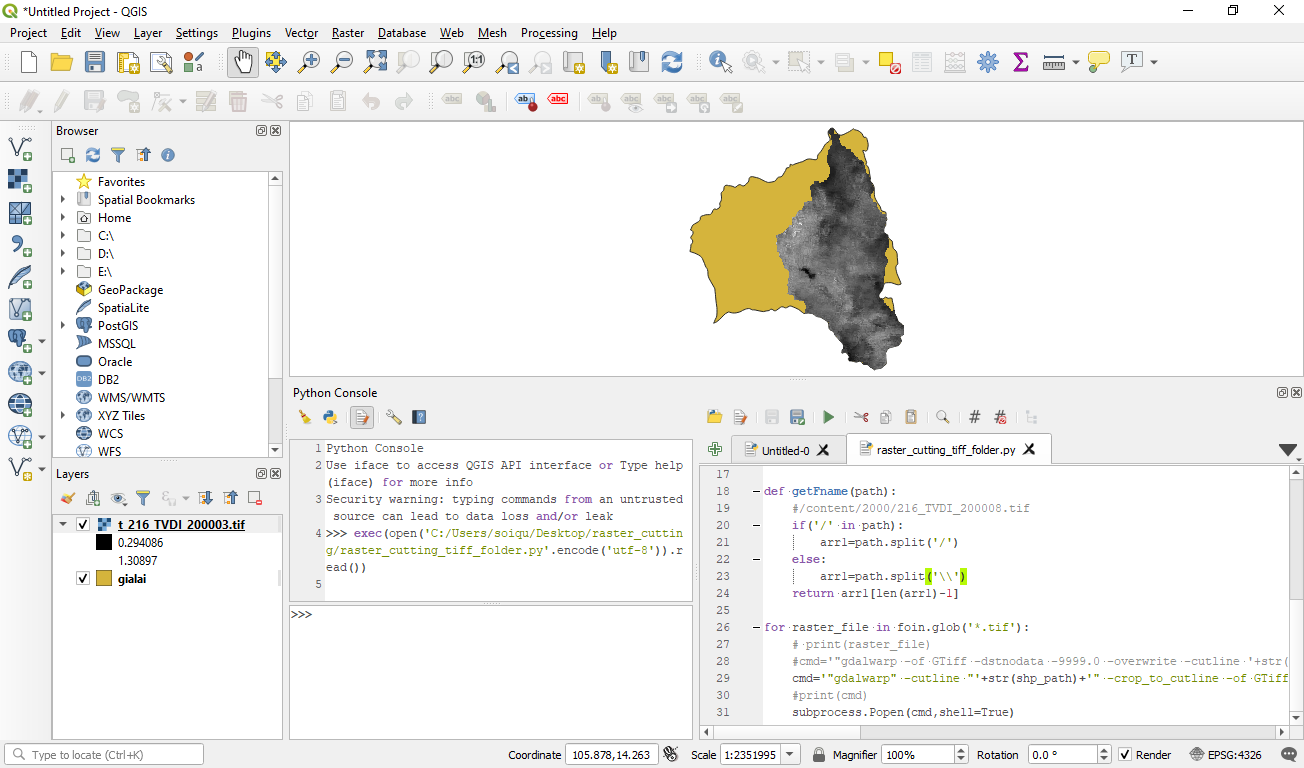 *Untitled Project - QGIS
Project Edit View Layer Settings Plugins Vector Raster Database Web Mesh Processing Help
Browser
Favorites
Spatial Bookmarks
Home
C:\
D:\
E:\
GeoPackage
SpatiaLite
PostGIS
MSSQL
Oracle
DB2
WMS/WMTS
XYZ Tiles
WCS
WFS
Layers
t_216_TVDI_200003.tif
0.294086
1.30897
gialai
Python Console
1 Python Console
2 Use iface to access QGIS API interface or Type help
(iface) for more info
3 Security warning: typing commands from an untrusted
source can lead to data loss and/or leak
4 >>> exec(open('C:/Users/soiqu/Desktop/raster_cuttin
g/raster_cutting_tiff_folder.py'.encode('utf-8')).r
ead())
5
>>>
Untitled-0 raster_cutting_tiff_folder.py
17
18 def getFname(path):
19 #/content/2000/216_TVDI_200008.tif
20 if('/' in path):
21 arr1=path.split('/')
22 else:
23 arr1=path.split('\\')
24 return arr1[len(arr1)-1]
25
26 for raster_file in foin.glob('*.tif'):
27 # print(raster_file)
28 #cmd='"gdalwarp -of GTiff -dstnodata -9999.0 -overwrite -cutline '+str(
29 cmd='"gdalwarp" -cutline "'+str(shp_path)+'" -crop_to_cutline -of GTiff
30 #print(cmd)
31 subprocess.Popen(cmd,shell=True)
Type to locate (Ctrl+K) Coordinate 105.878,14.263 Scale 1:2351995 Magnifier 100% Rotation 0.0 ° Render EPSG:4326